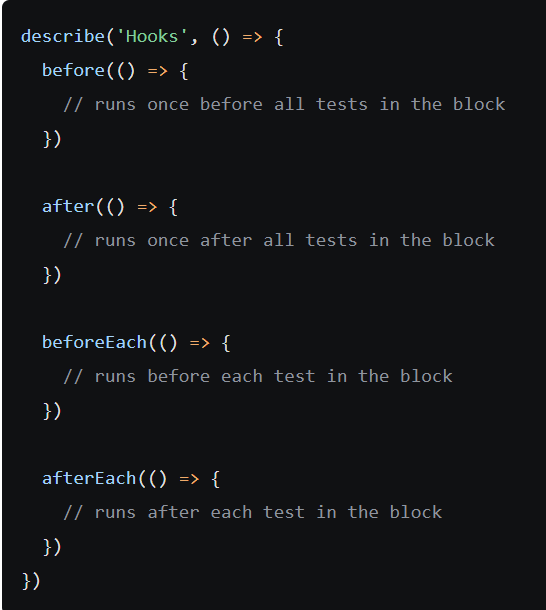 describe('Hooks', () => {
  before(() => {
    // runs once before all tests in the block
  })

  after(() => {
    // runs once after all tests in the block
  })

  beforeEach(() => {
    // runs before each test in the block
  })

  afterEach(() => {
    // runs after each test in the block
  })
})